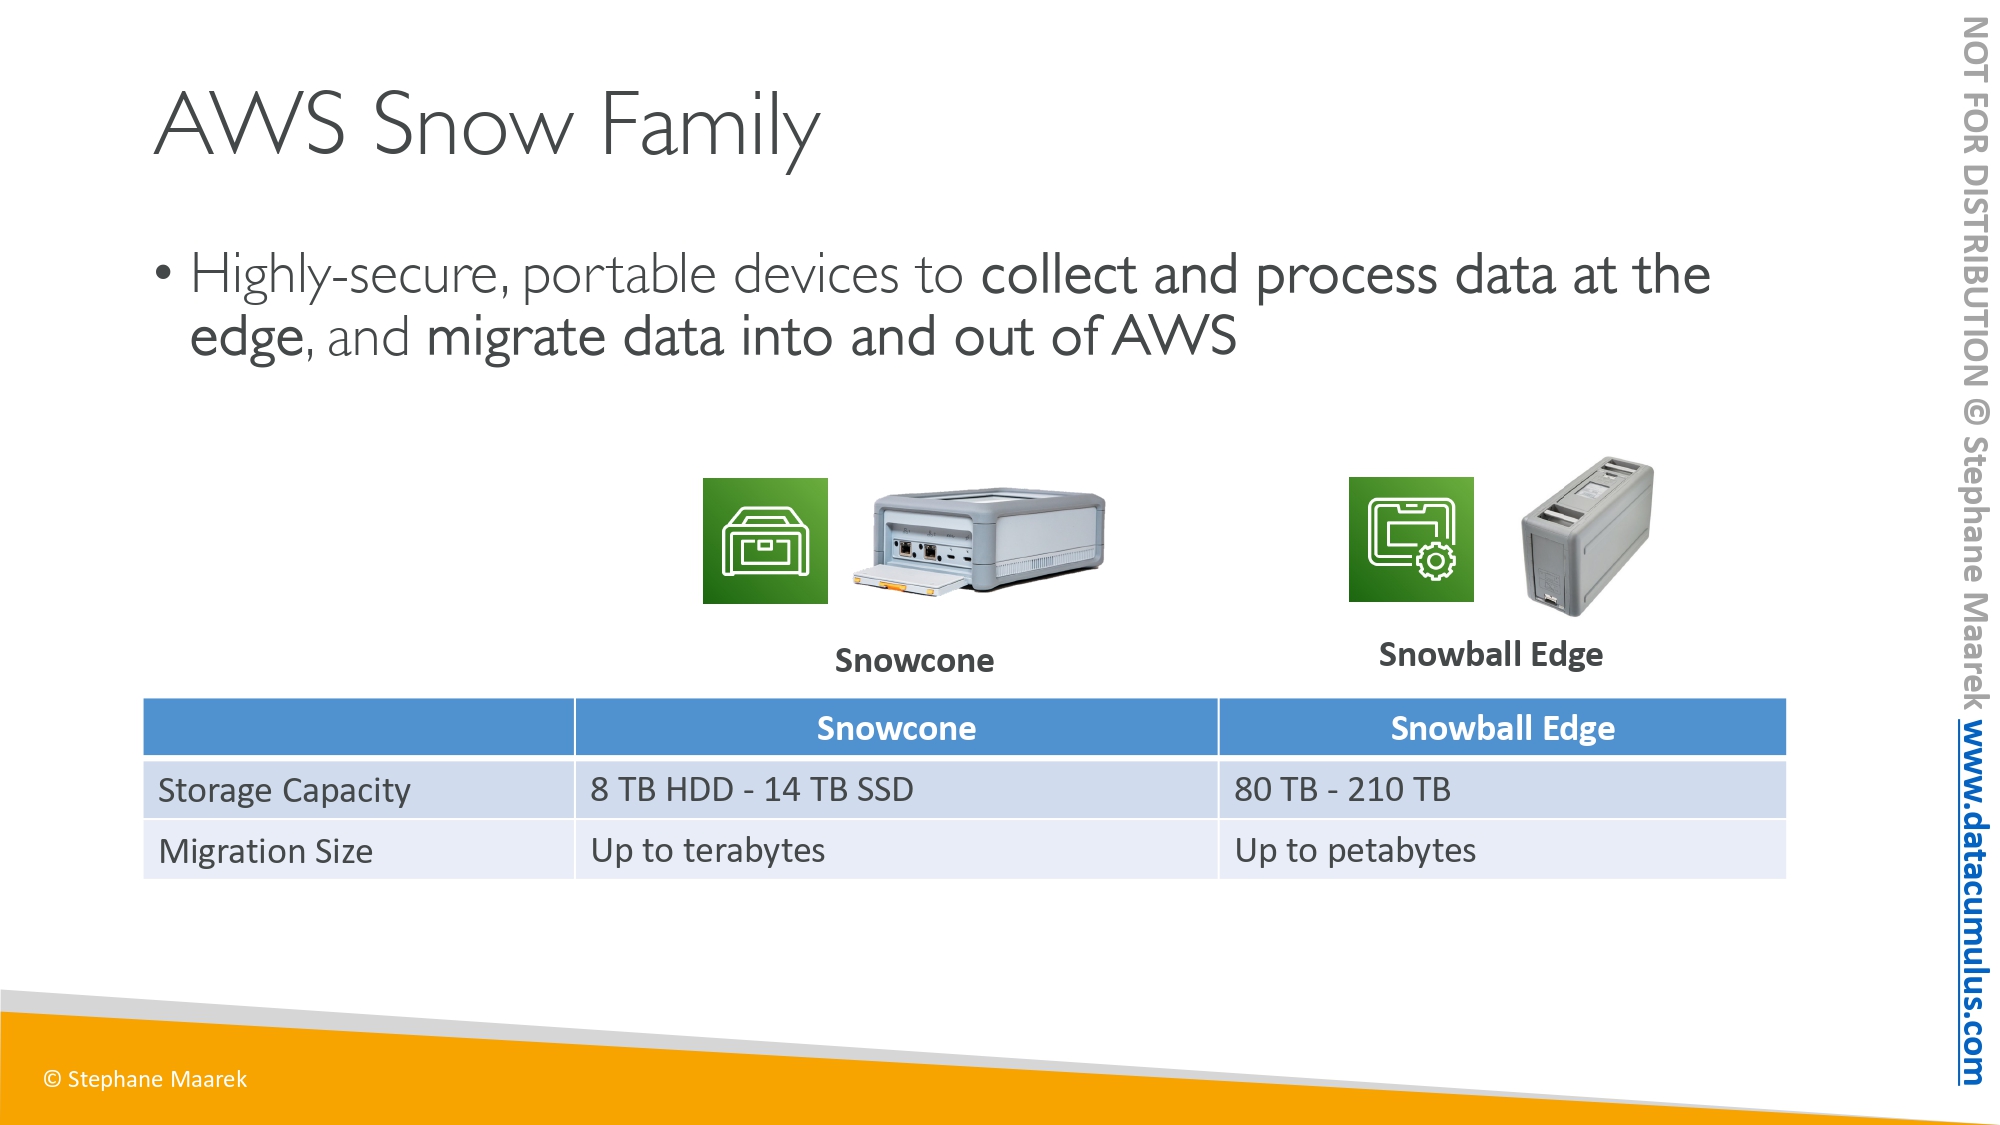 AWS Snow Family
• Highly-secure, portable devices to collect and process data at the
edge, and migrate data into and out of AWS
Snowcone
Snowball Edge
Snowcone Snowball Edge
Storage Capacity 8 TB HDD - 14 TB SSD 80 TB - 210 TB
Migration Size Up to terabytes Up to petabytes
© Stephane Maarek
NOT FOR DISTRIBUTION © Stephane Maarek www.datacumulus.com